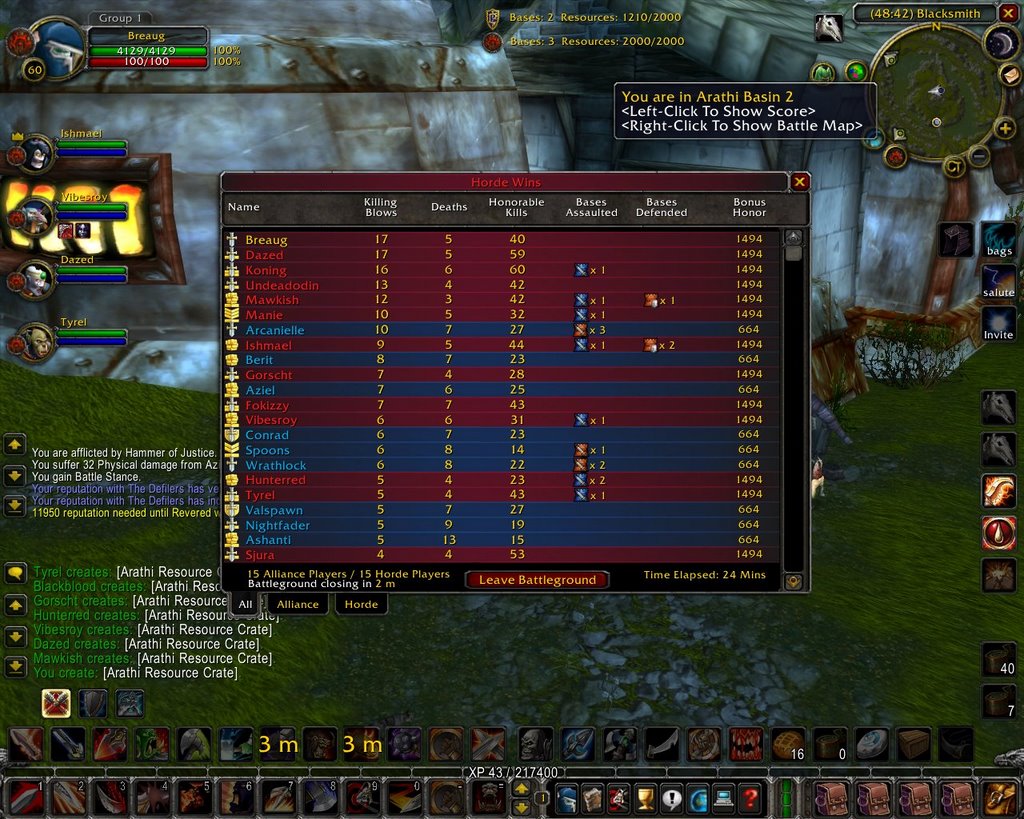 Group 1
Breaug
4129/4129 100%
100/100 100%
60
Bases: 2 Resources: 1210/2000
Bases: 3 Resources: 2000/2000
(48:42) Blacksmith
N
You are in Arathi Basin 2
<Left-Click To Show Score>
<Right-Click To Show Battle Map>
Ishmael
Vibesroy
Dazed
Tyrel
Horde Wins
Name Killing Blows Deaths Honorable Kills Bases Assaulted Bases Defended Bonus Honor
Breaug 17 5 40 1494
Dazed 17 5 59 1494
Koning 16 6 60 x 1 1494
Undeadodin 13 4 42 1494
Mawkish 12 3 42 x 1 x 1 1494
Manie 10 5 32 x 1 1494
Arcanielle 10 7 27 x 3 664
Ishmael 9 5 44 x 1 x 2 1494
Berit 8 7 23 664
Gorscht 7 4 28 1494
Aziel 7 6 25 664
Fokizzy 7 7 43 1494
Vibesroy 6 6 31 x 1 1494
Conrad 6 7 23 664
Spoons 6 8 14 x 1 664
Wrathlock 6 8 22 x 2 664
Hunterred 5 4 23 x 2 1494
Tyrel 5 4 43 x 1 1494
Valspawn 5 7 27 664
Nightfader 5 9 19 664
Ashanti 5 13 15 664
Sjura 4 4 53 1494
15 Alliance Players / 15 Horde Players
Battleground closing in 2 m
Leave Battleground
Time Elapsed: 24 Mins
All Alliance Horde
bags
salute
Invite
You are afflicted by Hammer of Justice.
You suffer 32 Physical damage from Az
You gain Battle Stance.
Your reputation with The Defilers has ve
Your reputation with The Defilers has in
11950 reputation needed until Revered w
Tyrel creates: [Arathi Resource C
Blackblood creates: [Arathi Reso
Gorscht creates: [Arathi Resource
Hunterred creates: [Arathi Resource Crate].
Vibesroy creates: [Arathi Resource Crate].
Dazed creates: [Arathi Resource Crate].
Mawkish creates: [Arathi Resource Crate].
You create: [Arathi Resource Crate].
40
7
3 m 3 m 16 0
XP 43 / 217400
1 2 3 4 5 6 7 8 9 0 - =
1